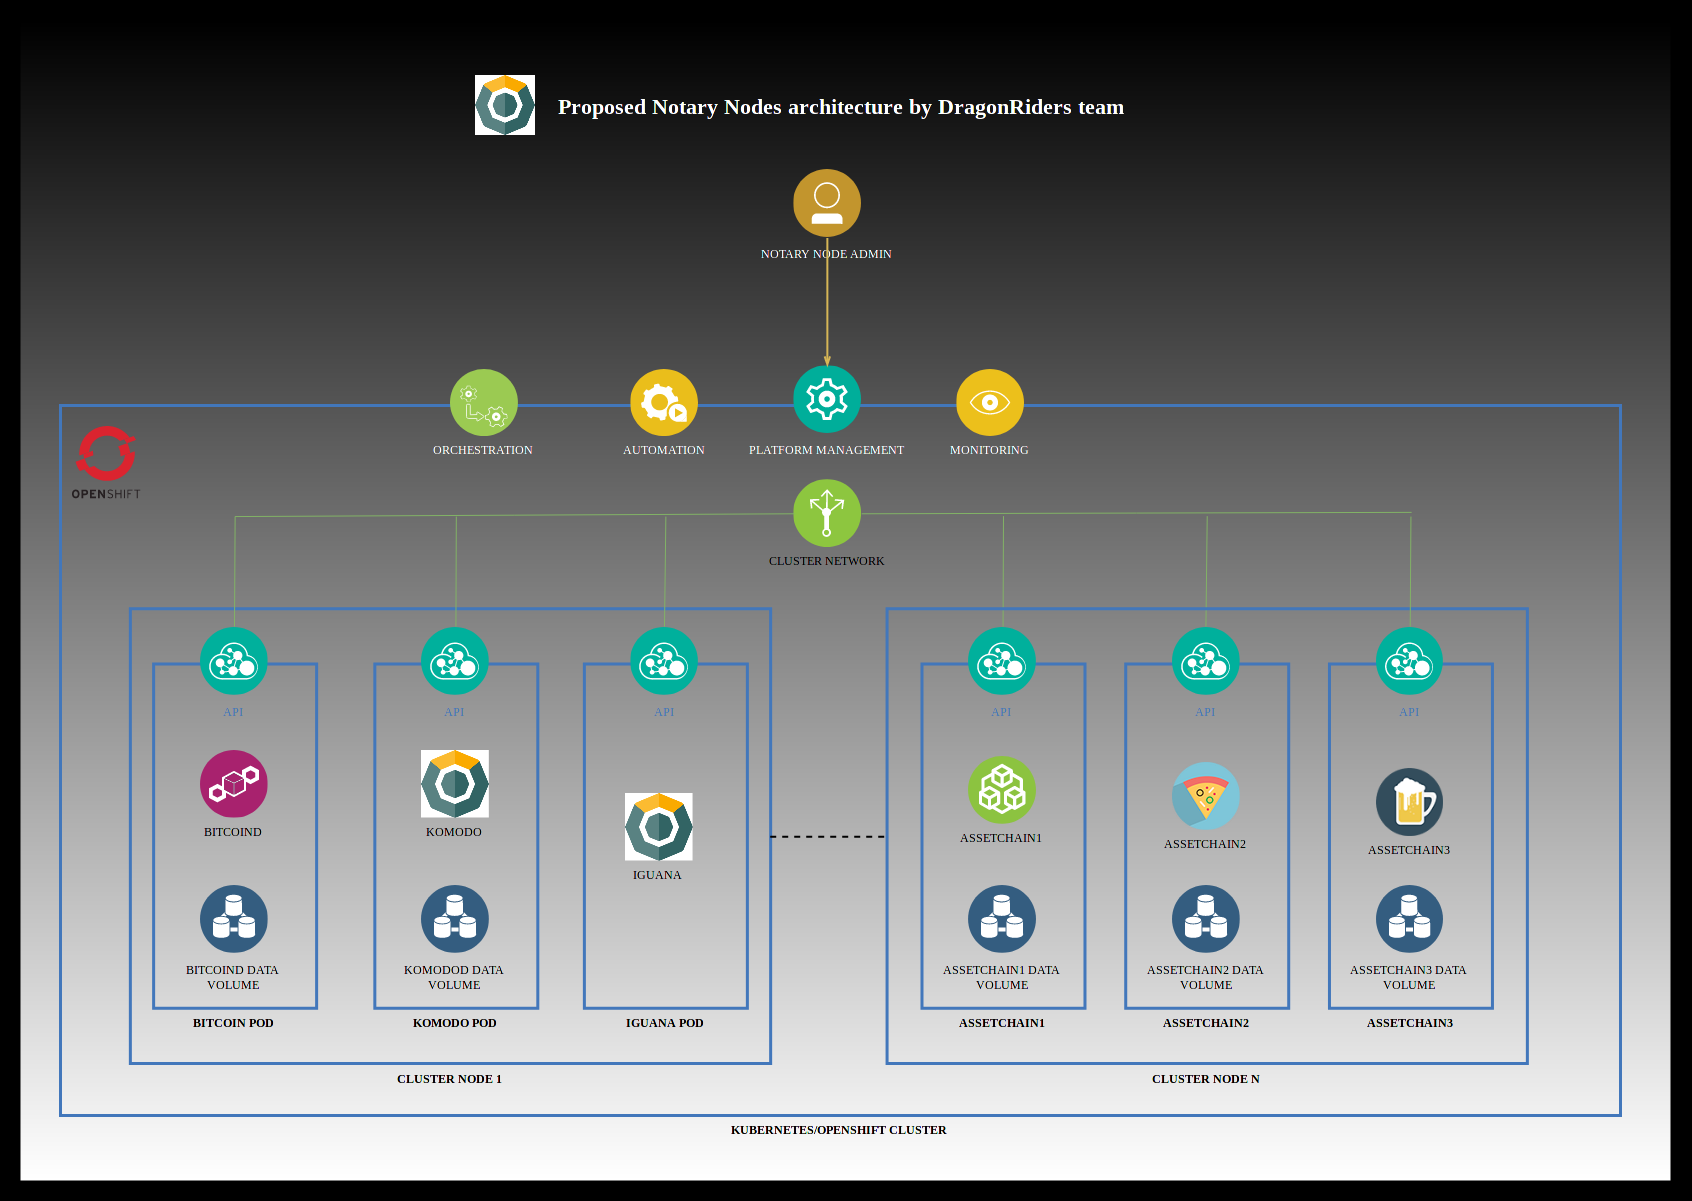 Proposed Notary Nodes architecture by DragonRiders team
NOTARY NODE ADMIN
ORCHESTRATION
AUTOMATION
PLATFORM MANAGEMENT
MONITORING
OPENSHIFT
CLUSTER NETWORK
API
API
API
API
API
API
BITCOIND
KOMODO
IGUANA
ASSETCHAIN1
ASSETCHAIN2
ASSETCHAIN3
BITCOIND DATA
VOLUME
KOMODOD DATA
VOLUME
ASSETCHAIN1 DATA
VOLUME
ASSETCHAIN2 DATA
VOLUME
ASSETCHAIN3 DATA
VOLUME
BITCOIN POD
KOMODO POD
IGUANA POD
ASSETCHAIN1
ASSETCHAIN2
ASSETCHAIN3
CLUSTER NODE 1
CLUSTER NODE N
KUBERNETES/OPENSHIFT CLUSTER